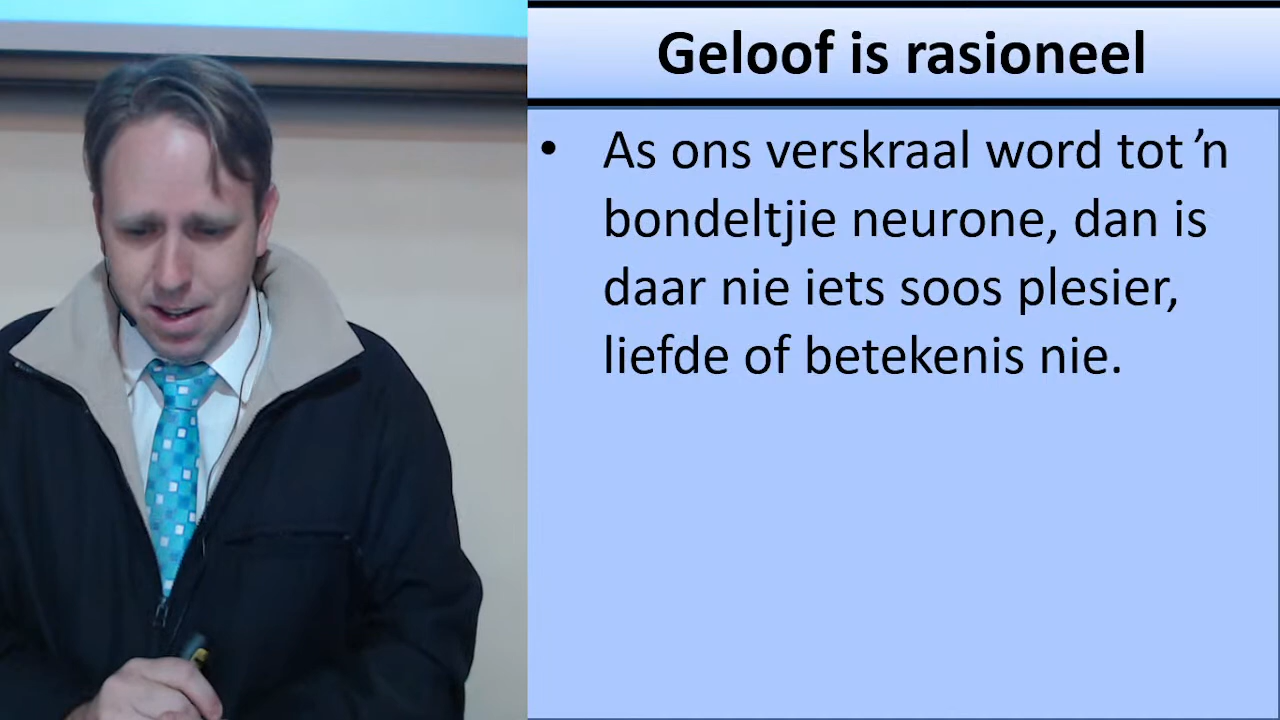 Geloof is rasioneel
• As ons verskraal word tot ’n
bondeltjie neurone, dan is
daar nie iets soos plesier,
liefde of betekenis nie.